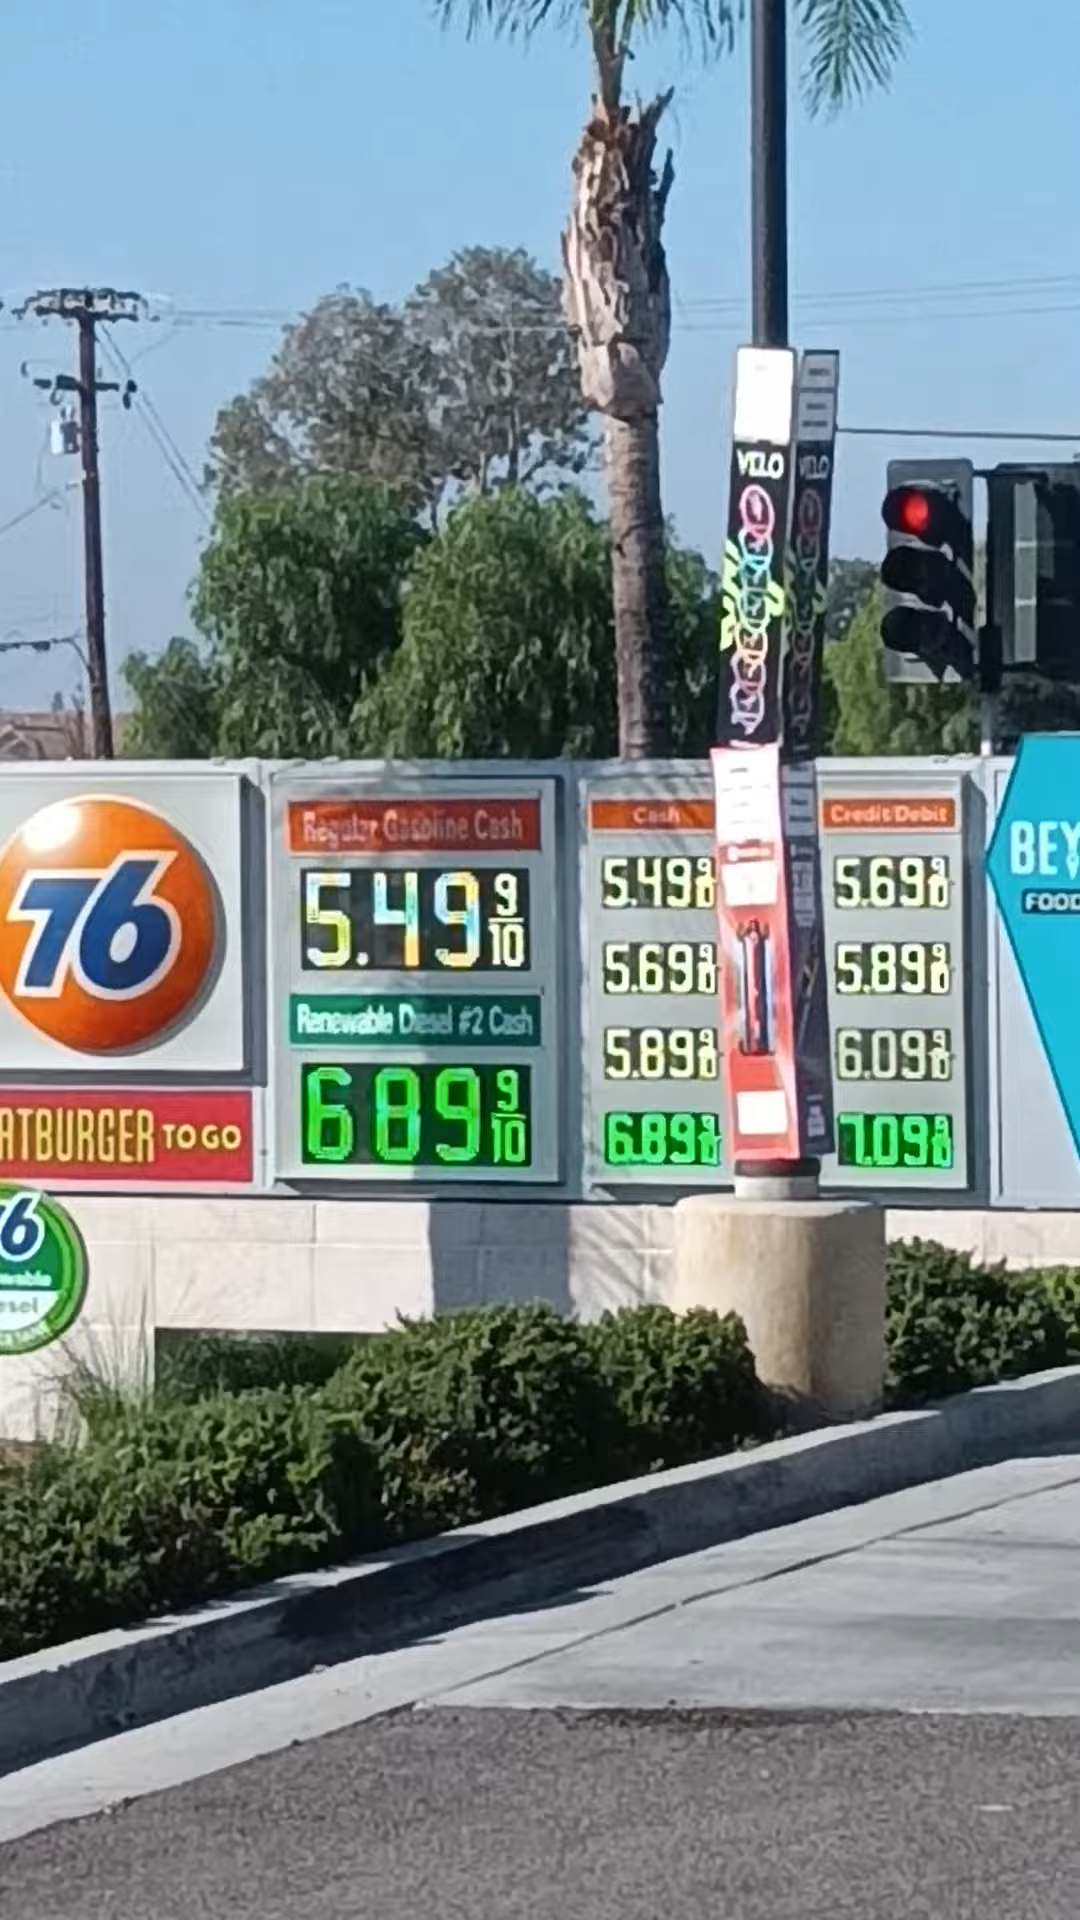 VELO
VELO
76
Regular Gasoline Cash
5.49 9/10
Renewable Diesel #2 Cash
6.89 9/10
Cash
5.49 9/10
5.69 9/10
5.89 9/10
6.89 9/10
Credit/Debit
5.69 9/10
5.89 9/10
6.09 9/10
7.09 9/10
BEY
FOOD
ATBURGER TO GO
76
wable
esel